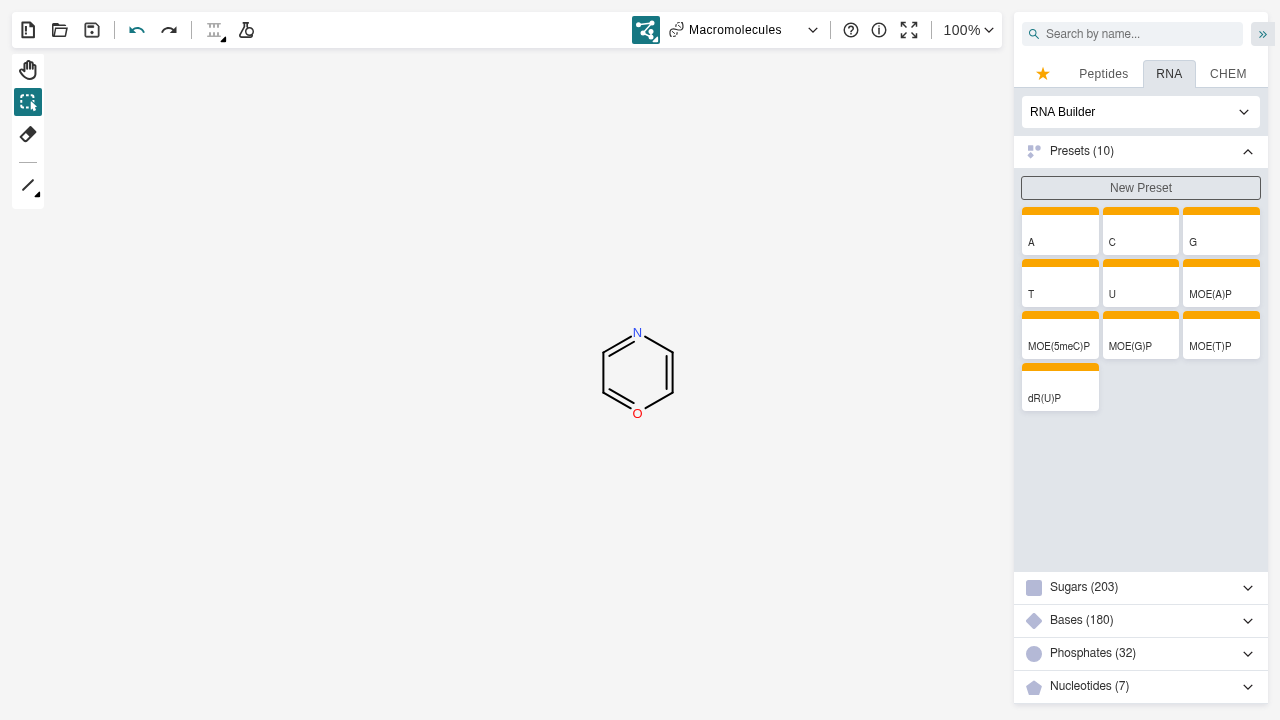 Macromolecules
100%
Search by name...
Peptides
RNA
CHEM
RNA Builder
Presets (10)
New Preset
A
C
G
T
U
MOE(A)P
MOE(5meC)P
MOE(G)P
MOE(T)P
dR(U)P
N
O
Sugars (203)
Bases (180)
Phosphates (32)
Nucleotides (7)